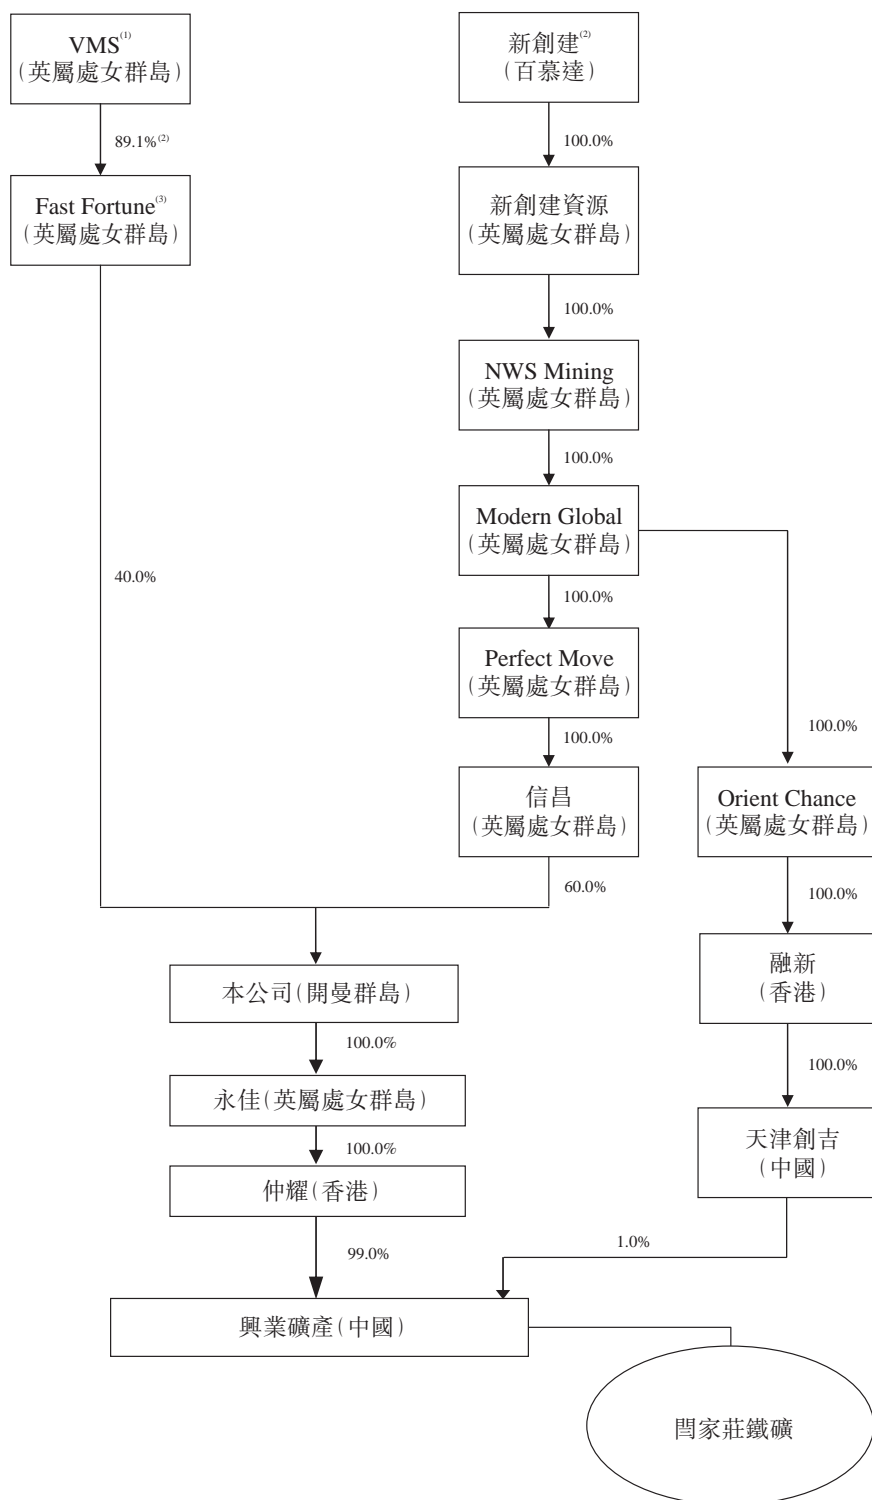 VMS(1)
(英屬處女群島)
新創建(2)
(百慕達)
89.1%(2)
100.0%
Fast Fortune(3)
(英屬處女群島)
新創建資源
(英屬處女群島)
100.0%
NWS Mining
(英屬處女群島)
100.0%
Modern Global
(英屬處女群島)
40.0%
100.0%
Perfect Move
(英屬處女群島)
100.0%
100.0%
信昌
(英屬處女群島)
Orient Chance
(英屬處女群島)
60.0%
100.0%
本公司(開曼群島)
融新
(香港)
100.0%
100.0%
永佳(英屬處女群島)
天津創吉
(中國)
100.0%
仲耀(香港)
99.0%
1.0%
興業礦產(中國)
閆家莊鐵礦